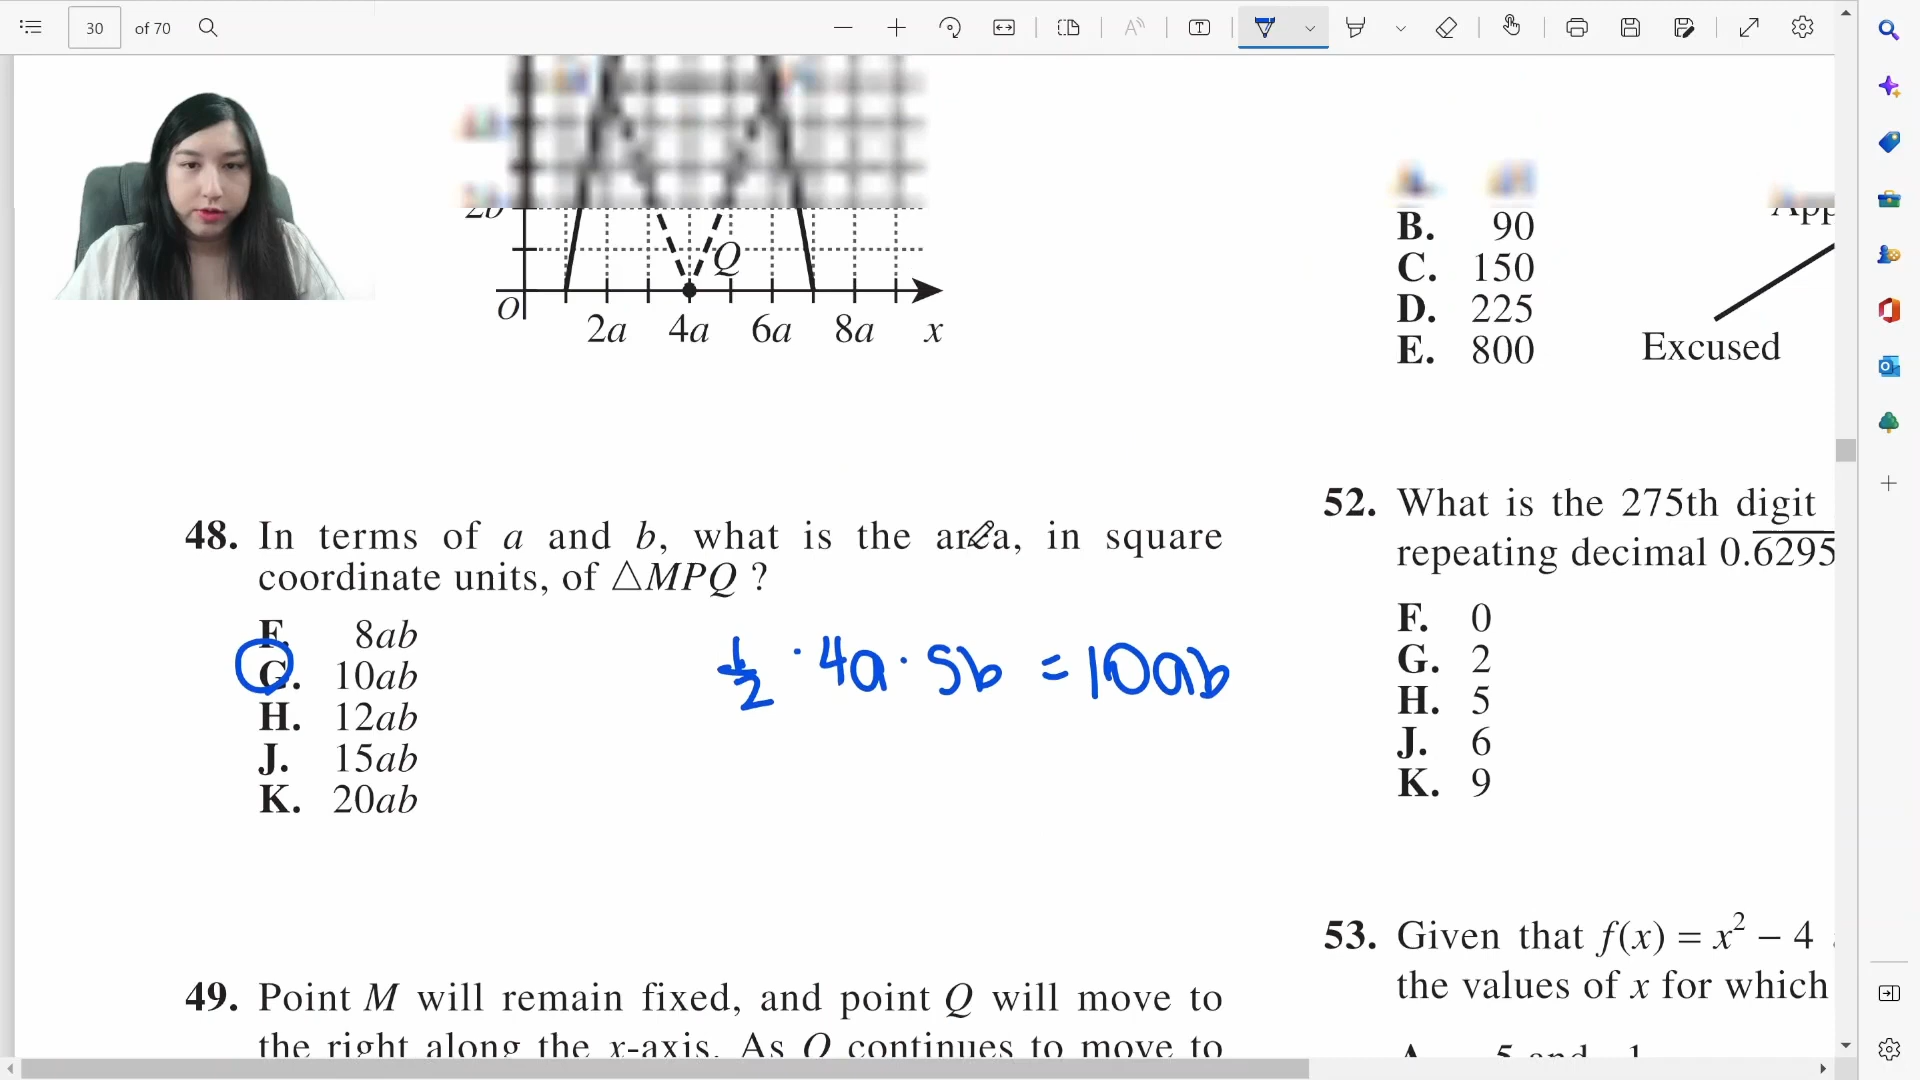 30 of 70
2b
Q
O
2a 4a 6a 8a x
48. In terms of a and b, what is the area, in square
coordinate units, of △MPQ ?
F. 8ab
G. 10ab
H. 12ab
J. 15ab
K. 20ab
1/2 · 4a · 5b = 10ab
49. Point M will remain fixed, and point Q will move to
the right along the x-axis. As Q continues to move to
B. 90
C. 150
D. 225
E. 800
App
Excused
52. What is the 275th digit
repeating decimal 0.6295
F. 0
G. 2
H. 5
J. 6
K. 9
53. Given that f(x) = x² − 4
the values of x for which